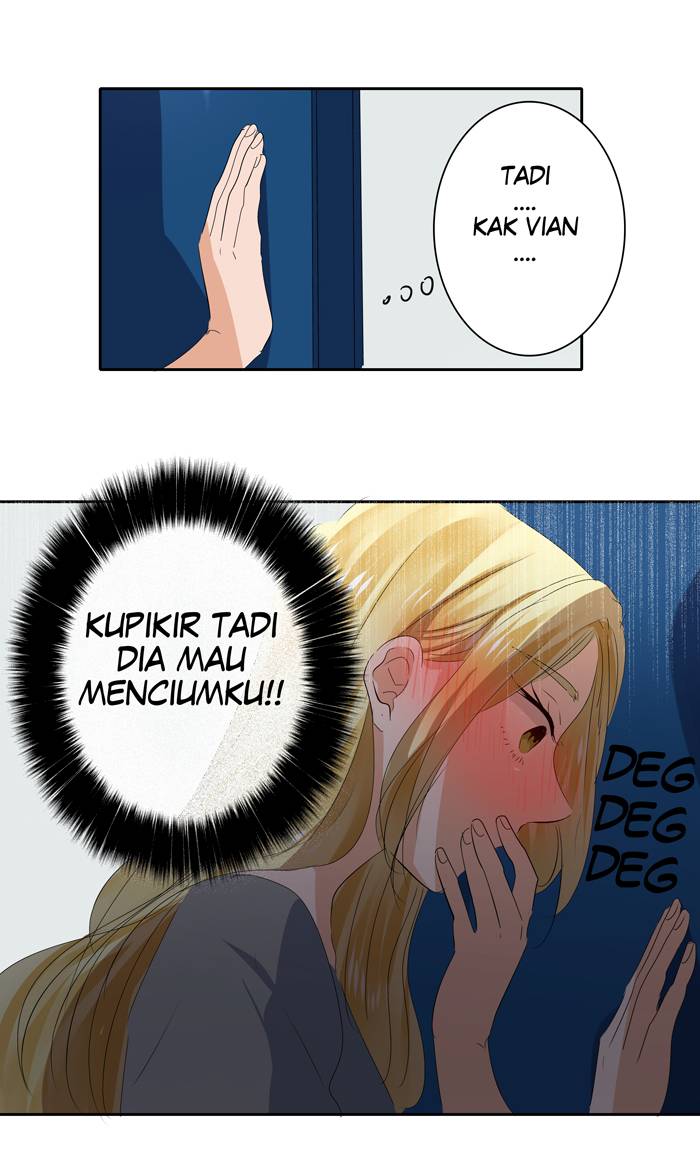 TADI
....
KAK VIAN
....
KUPIKIR TADI
DIA MAU
MENCIUMKU!!
DEG
DEG
DEG